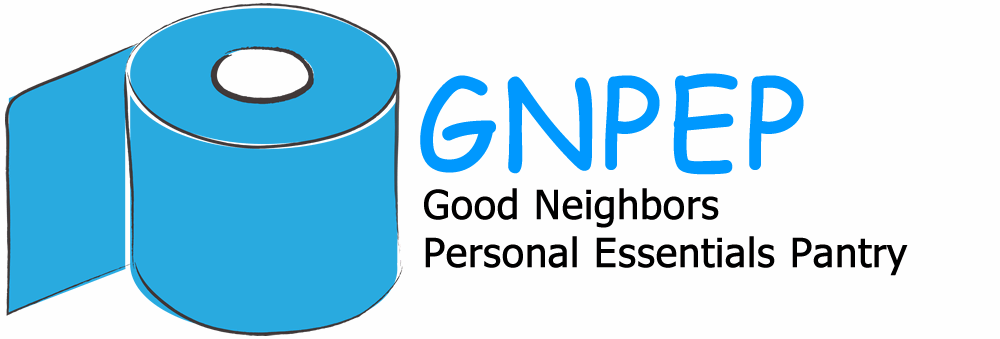 GNPEP
Good Neighbors
Personal Essentials Pantry